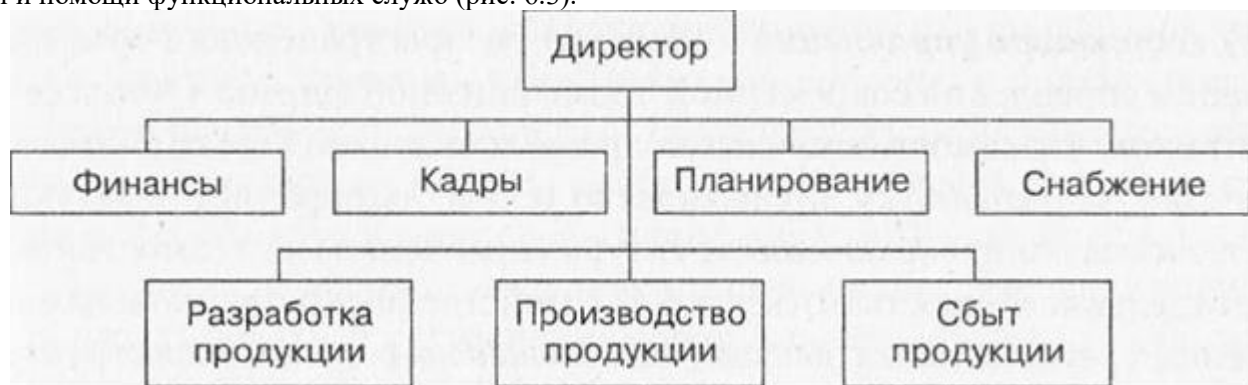 и помощи функциональных служб (рис. 6.3).
Директор
Финансы
Кадры
Планирование
Снабжение
Разработка
продукции
Производство
продукции
Сбыт
продукции